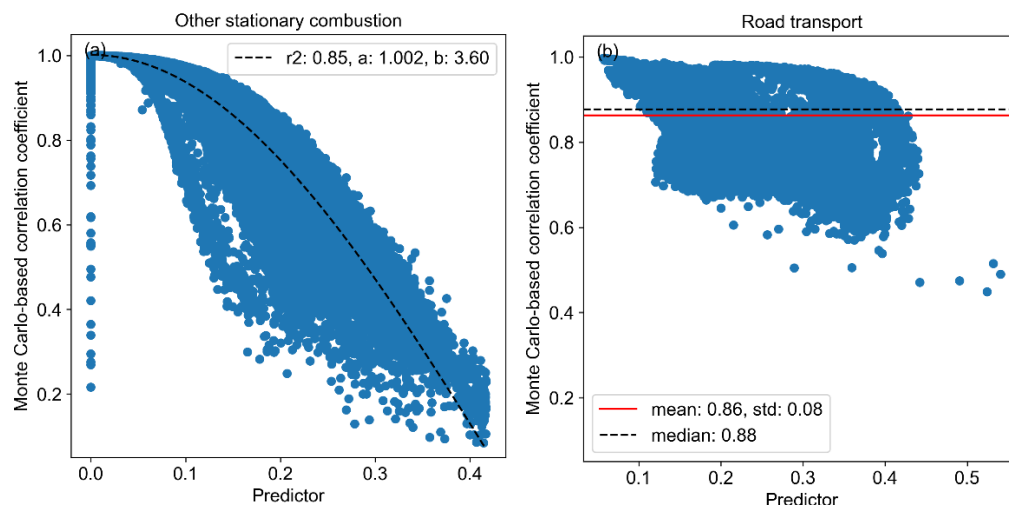 Other stationary combustion
(a)
r2: 0.85, a: 1.002, b: 3.60
1.0
0.8
0.6
0.4
0.2
Monte Carlo-based correlation coefficient
0.0 0.1 0.2 0.3 0.4
Predictor
Road transport
(b)
1.0
0.8
0.6
0.4
0.2
Monte Carlo-based correlation coefficient
mean: 0.86, std: 0.08
median: 0.88
0.1 0.2 0.3 0.4 0.5
Predictor